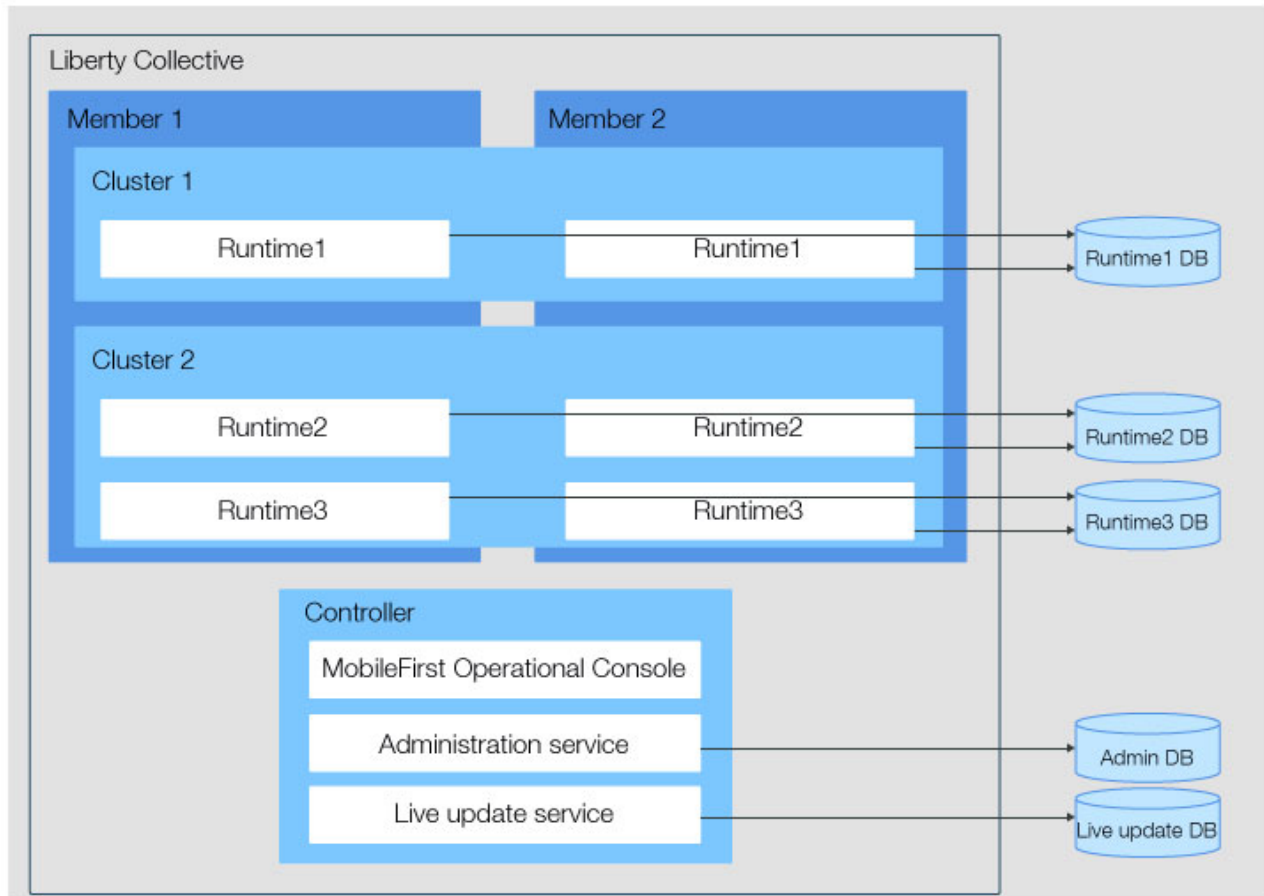 Liberty Collective
Member 1
Member 2
Cluster 1
Runtime1
Runtime1
Runtime1 DB
Cluster 2
Runtime2
Runtime2
Runtime2 DB
Runtime3
Runtime3
Runtime3 DB
Controller
MobileFirst Operational Console
Administration service
Admin DB
Live update service
Live update DB